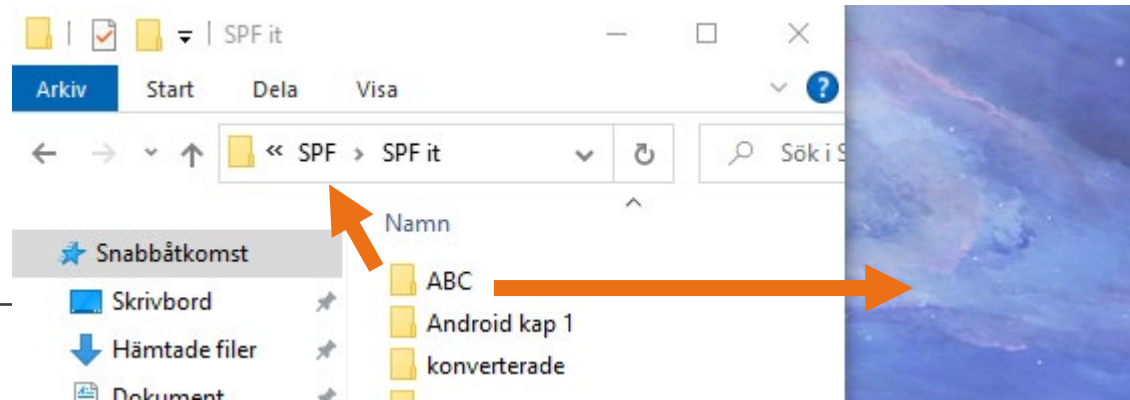 SPF it
Arkiv Start Dela Visa
« SPF › SPF it
Sök i S
Namn
Snabbåtkomst
ABC
Skrivbord
Android kap 1
Hämtade filer
konverterade
Dokument